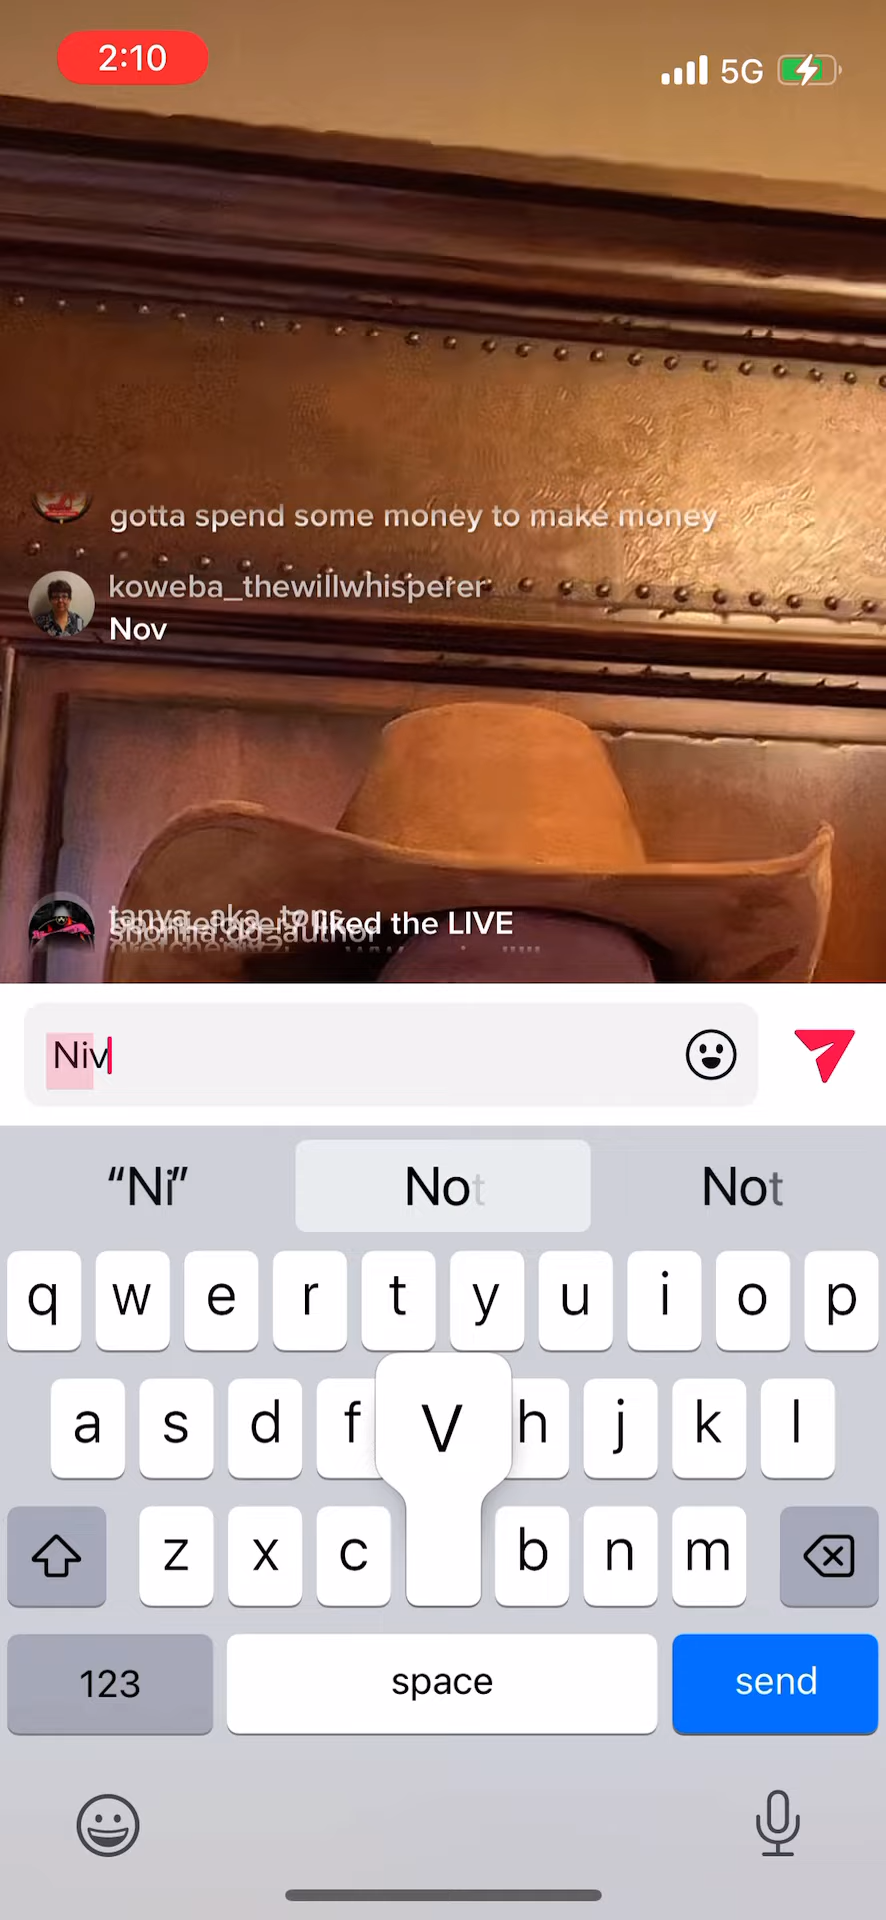 2:10
5G
gotta spend some money to make money
koweba_thewillwhisperer
Nov
liked the LIVE
Niv
“Ni”
Not
Not
q w e r t y u i o p
a s d f V h j k l
z x c b n m
123
space
send